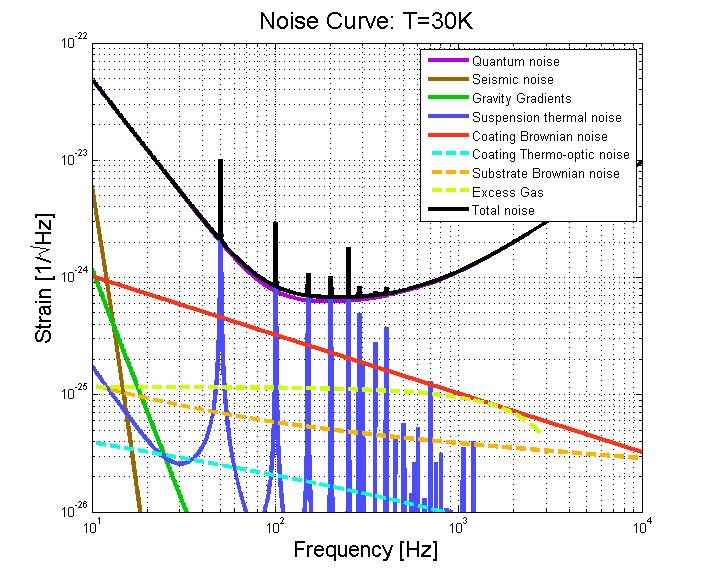 Noise Curve: T=30K
10^-22
10^-23
10^-24
10^-25
10^-26
Strain [1/√Hz]
Quantum noise
Seismic noise
Gravity Gradients
Suspension thermal noise
Coating Brownian noise
Coating Thermo-optic noise
Substrate Brownian noise
Excess Gas
Total noise
10^1 10^2 10^3 10^4
Frequency [Hz]